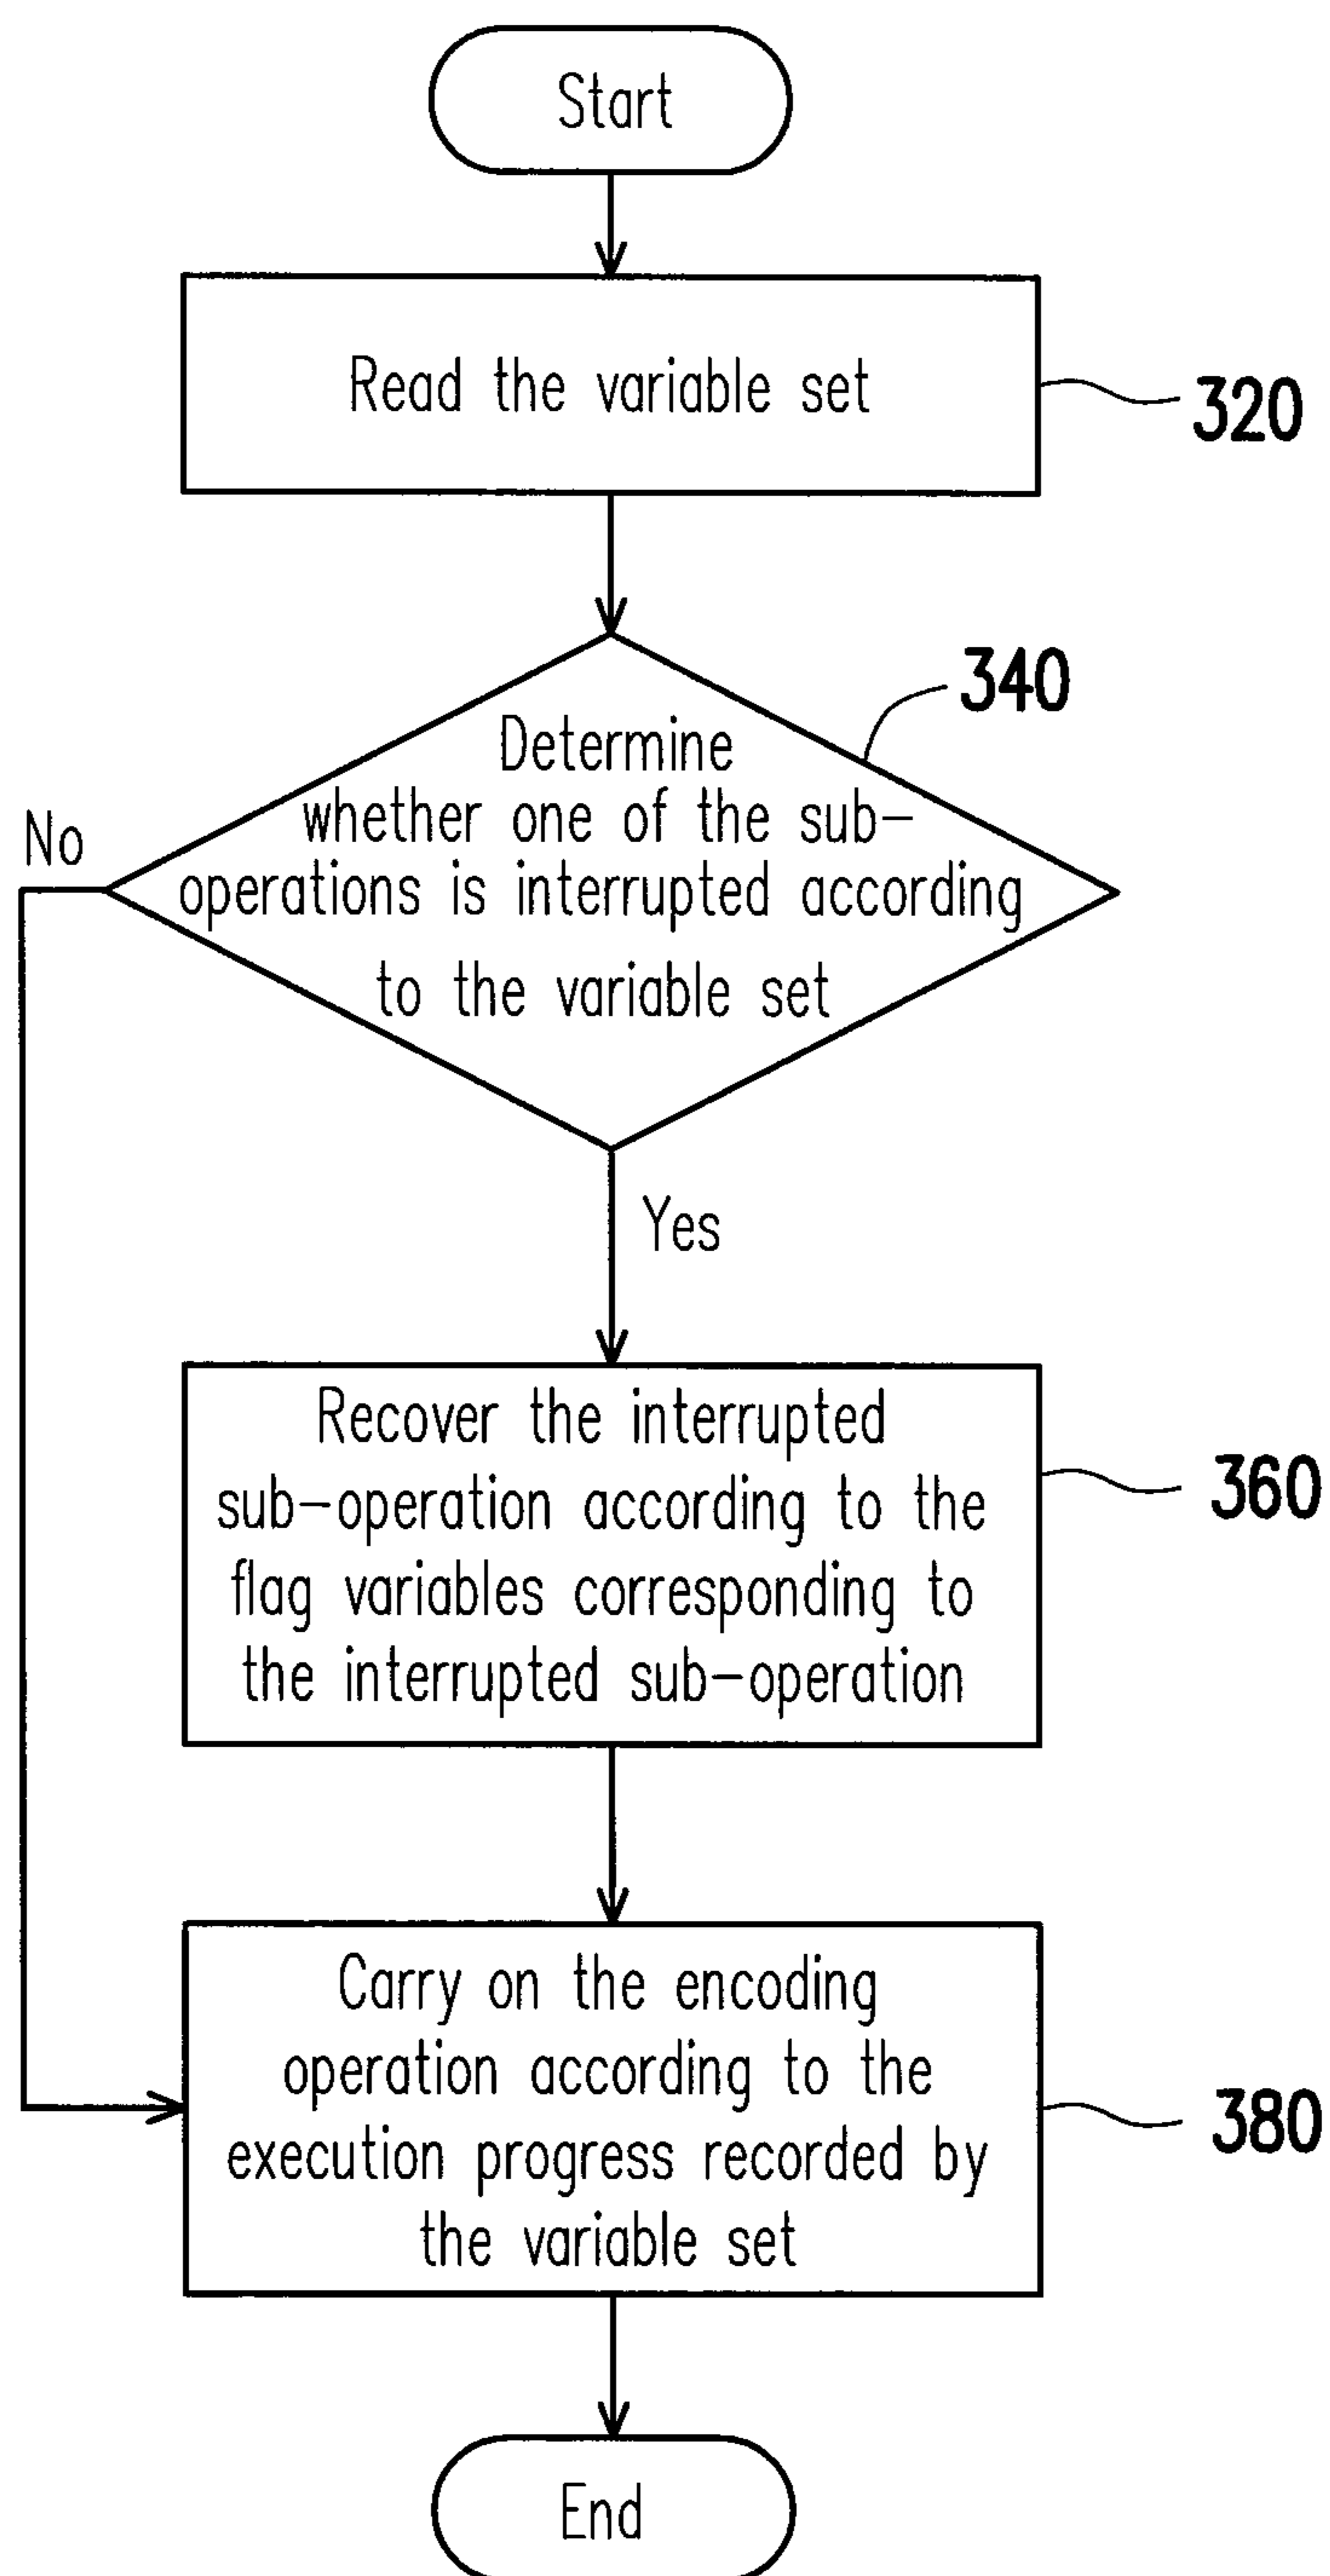 Start
Read the variable set
320
340
Determine
whether one of the sub-
operations is interrupted according
to the variable set
No
Yes
Recover the interrupted
sub-operation according to the
flag variables corresponding to
the interrupted sub-operation
360
Carry on the encoding
operation according to the
execution progress recorded by
the variable set
380
End